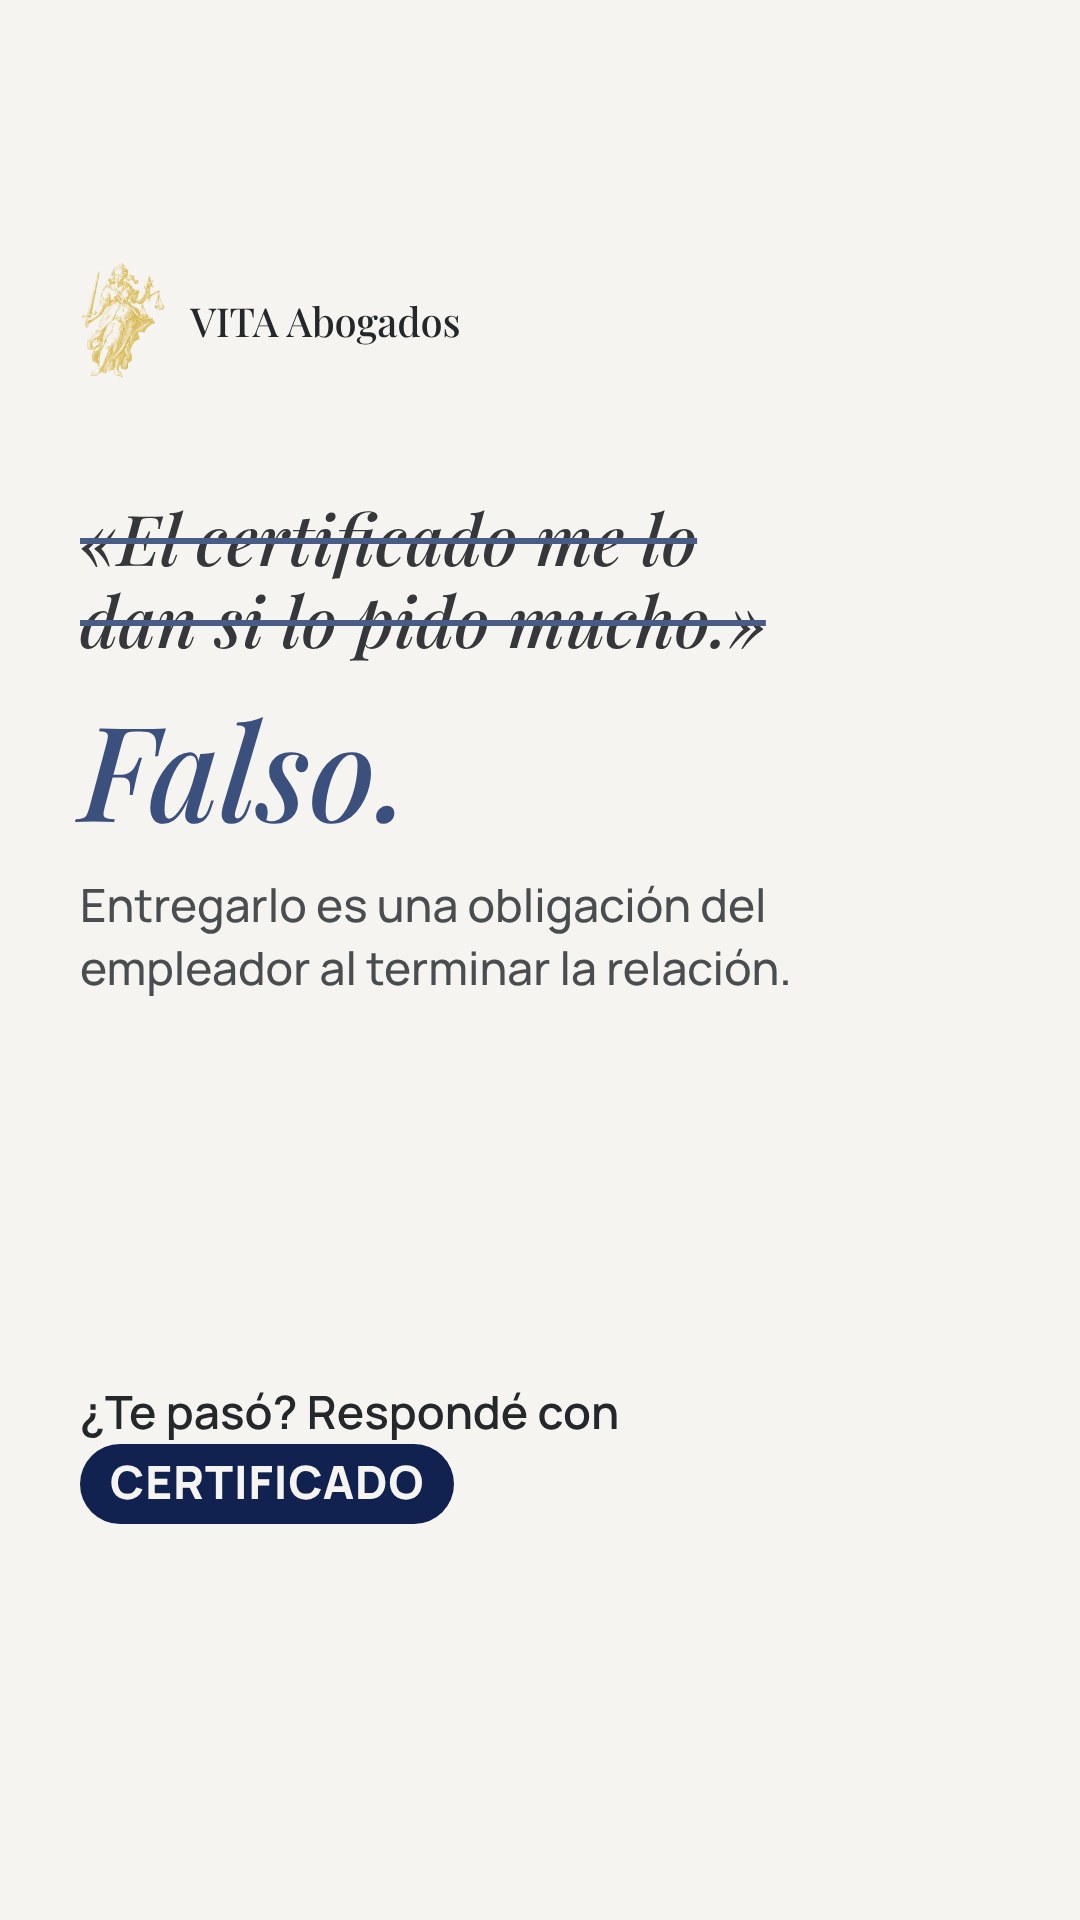 VITA Abogados
«El certificado me lo
dan si lo pido mucho.»
Falso.
Entregarlo es una obligación del
empleador al terminar la relación.
¿Te pasó? Respondé con
CERTIFICADO